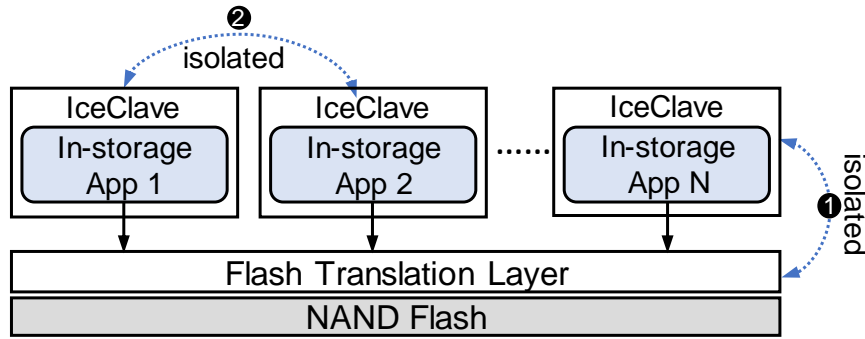 ❷
isolated
IceClave
In-storage
App 1
IceClave
In-storage
App 2
......
IceClave
In-storage
App N
❶
isolated
Flash Translation Layer
NAND Flash